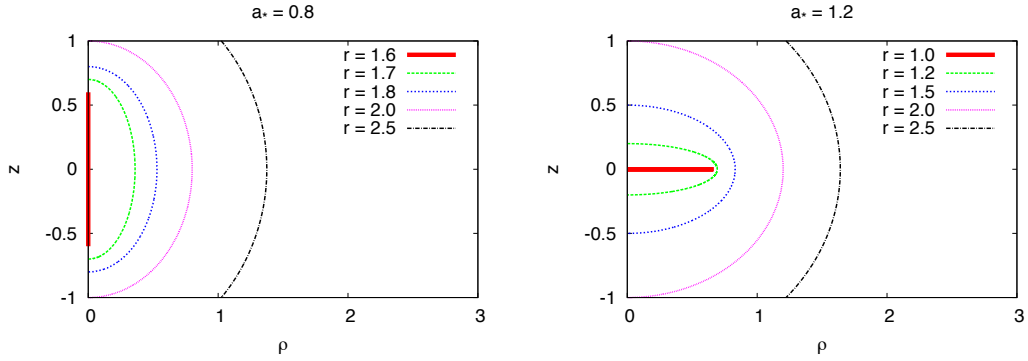 a* = 0.8
r = 1.6
r = 1.7
r = 1.8
r = 2.0
r = 2.5
1
0.5
0
-0.5
-1
z
0
1
2
3
ρ
a* = 1.2
r = 1.0
r = 1.2
r = 1.5
r = 2.0
r = 2.5
1
0.5
0
-0.5
-1
z
0
1
2
3
ρ